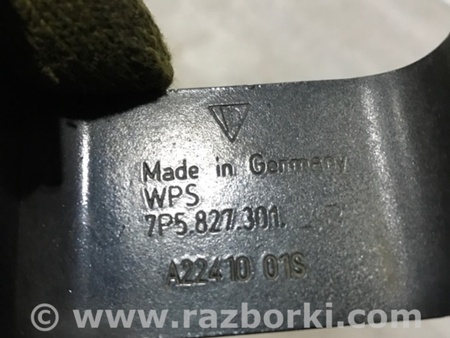 Made in Germany
WPS
7P5.827.301.
A22410 01S
© www.razborki.com